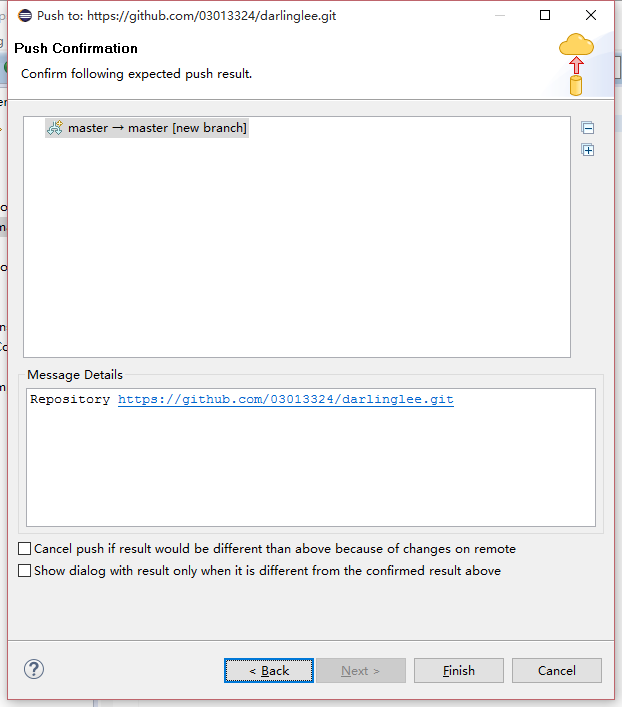 Push to: https://github.com/03013324/darlinglee.git
Push Confirmation
Confirm following expected push result.
master → master [new branch]
Message Details
Repository https://github.com/03013324/darlinglee.git
Cancel push if result would be different than above because of changes on remote
Show dialog with result only when it is different from the confirmed result above
? < Back Next > Finish Cancel